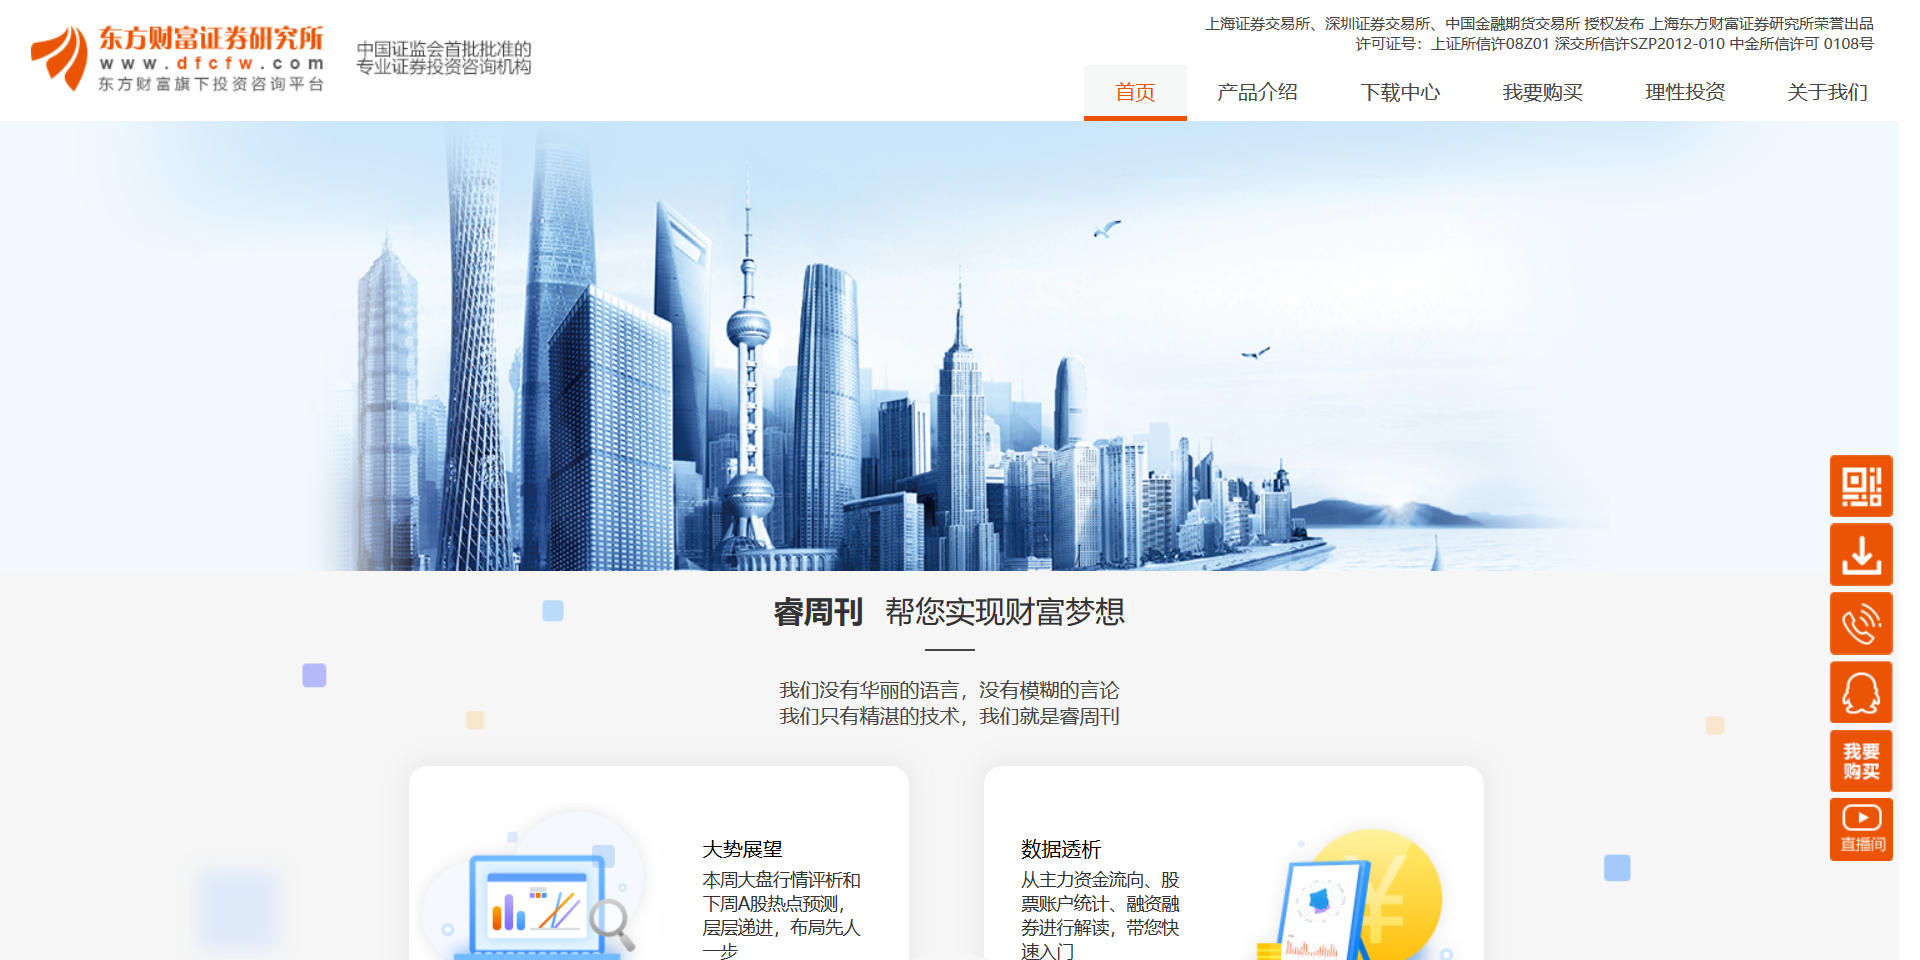 东方财富证券研究所
www.dfcfw.com
东方财富旗下投资咨询平台
中国证监会首批批准的
专业证券投资咨询机构
上海证券交易所、深圳证券交易所、中国金融期货交易所 授权发布 上海东方财富证券研究所荣誉出品
许可证号：上证所信许08Z01 深交所信许SZP2012-010 中金所信许可 0108号
首页 产品介绍 下载中心 我要购买 理性投资 关于我们
睿周刊 帮您实现财富梦想
我们没有华丽的语言，没有模糊的言论
我们只有精湛的技术，我们就是睿周刊
大势展望
本周大盘行情评析和
下周A股热点预测，
层层递进，布局先人
一步
数据透析
从主力资金流向、股
票账户统计、融资融
券进行解读，带您快
速入门
我要
购买
直播间